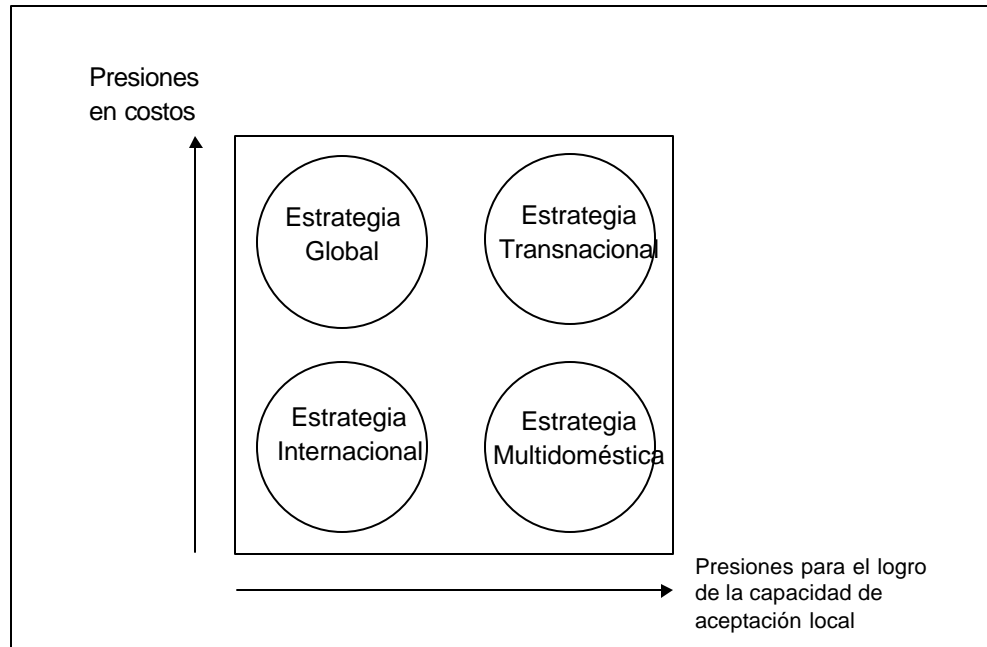 Presiones
en costos
Estrategia
Global
Estrategia
Transnacional
Estrategia
Internacional
Estrategia
Multidoméstica
Presiones para el logro
de la capacidad de
aceptación local